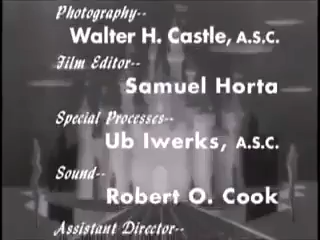 Photography--
Walter H. Castle, A.S.C.
Film Editor--
Samuel Horta
Special Processes--
Ub Iwerks, A.S.C.
Sound--
Robert O. Cook
Assistant Director--